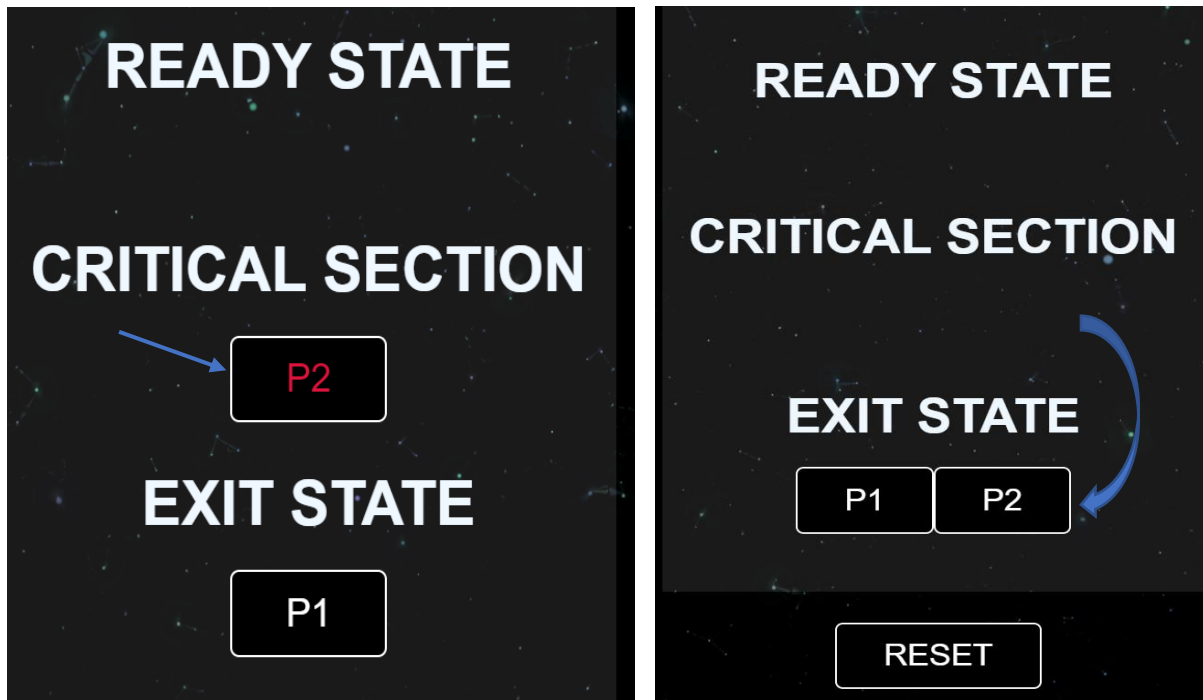 READY STATE
CRITICAL SECTION
P2
EXIT STATE
P1
READY STATE
CRITICAL SECTION
EXIT STATE
P1 P2
RESET